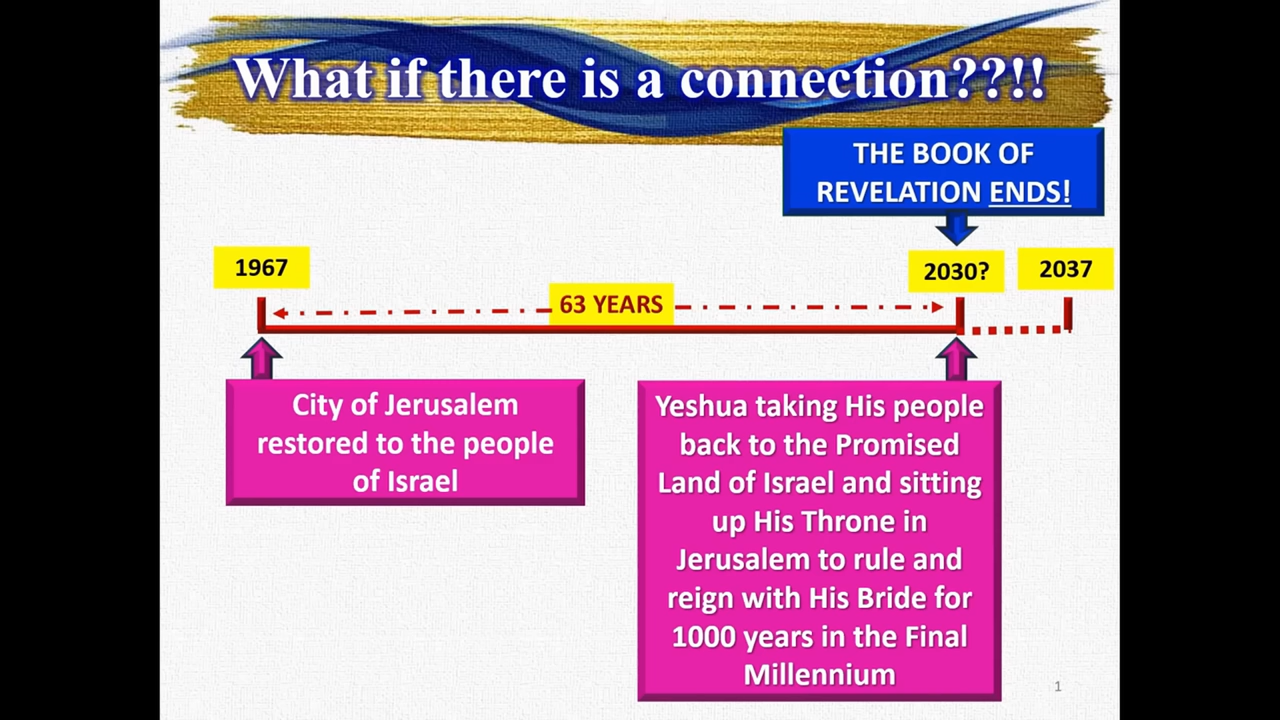 What if there is a connection??!!
THE BOOK OF
REVELATION ENDS!
1967
2030?
2037
63 YEARS
City of Jerusalem
restored to the people
of Israel
Yeshua taking His people
back to the Promised
Land of Israel and sitting
up His Throne in
Jerusalem to rule and
reign with His Bride for
1000 years in the Final
Millennium
1